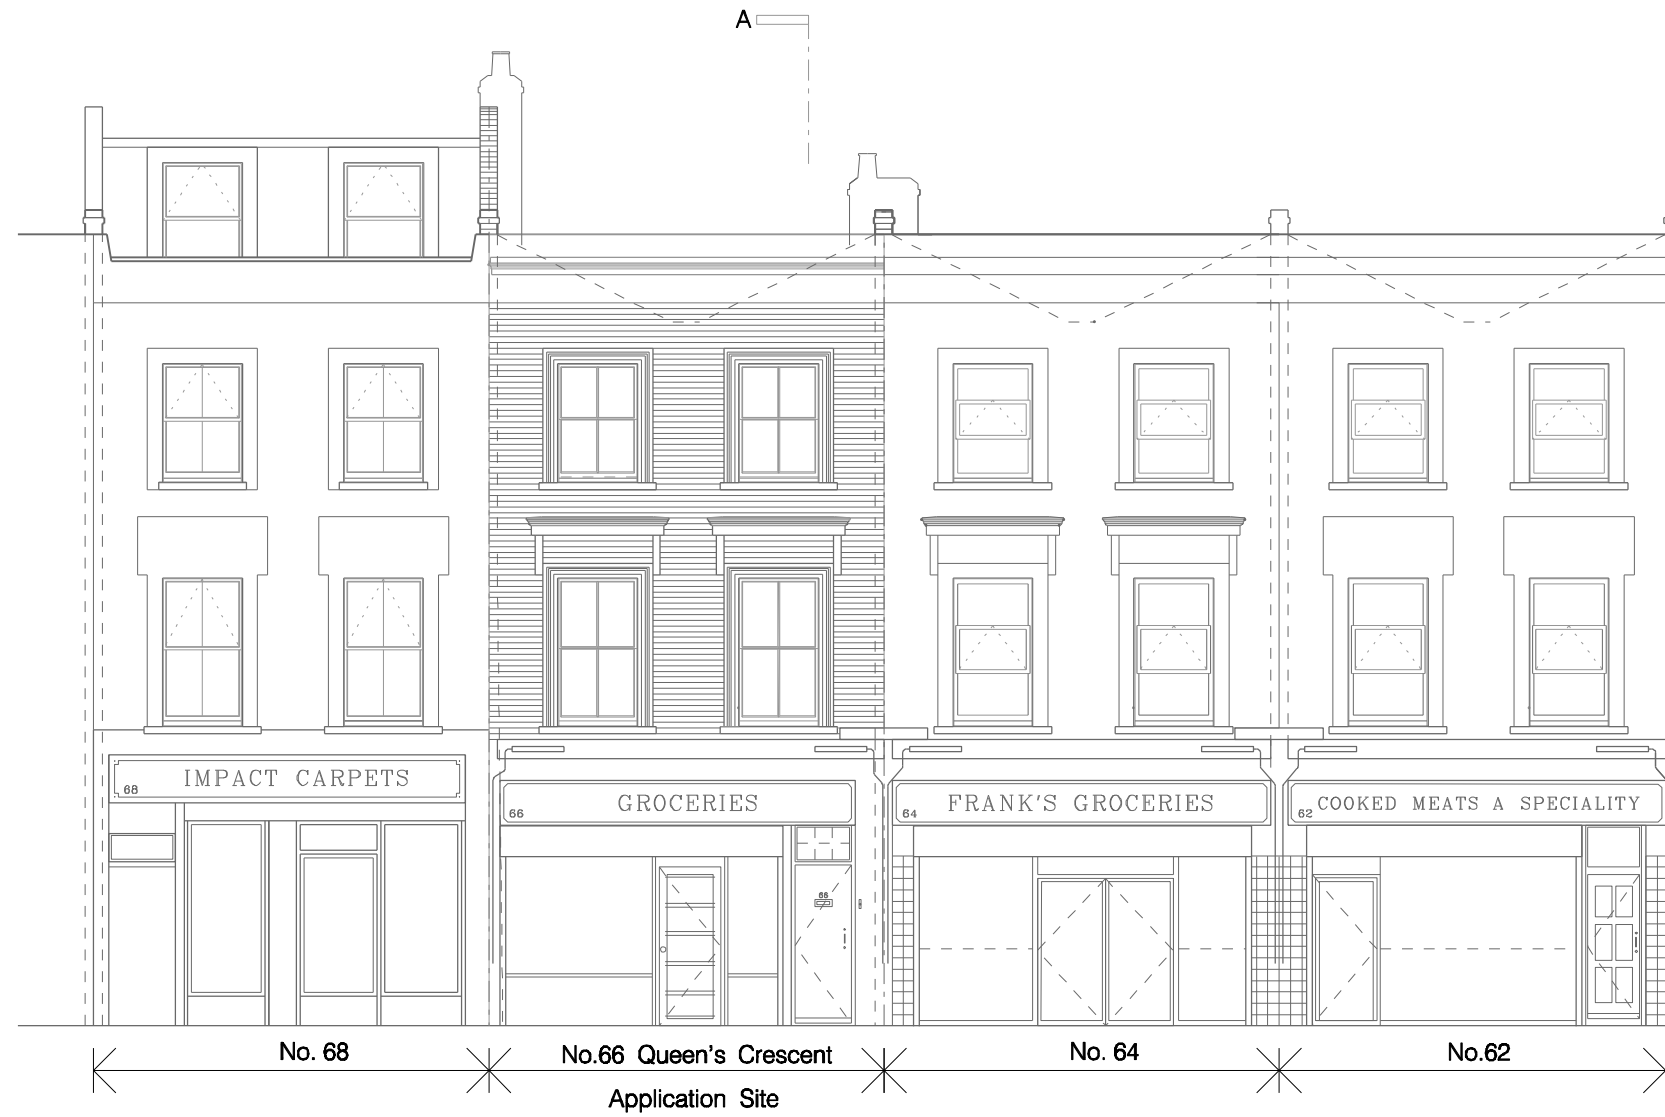 A
IMPACT CARPETS
68
GROCERIES
66
FRANK'S GROCERIES
64
COOKED MEATS A SPECIALITY
62
66
No. 68
No.66 Queen's Crescent
No. 64
No.62
Application Site